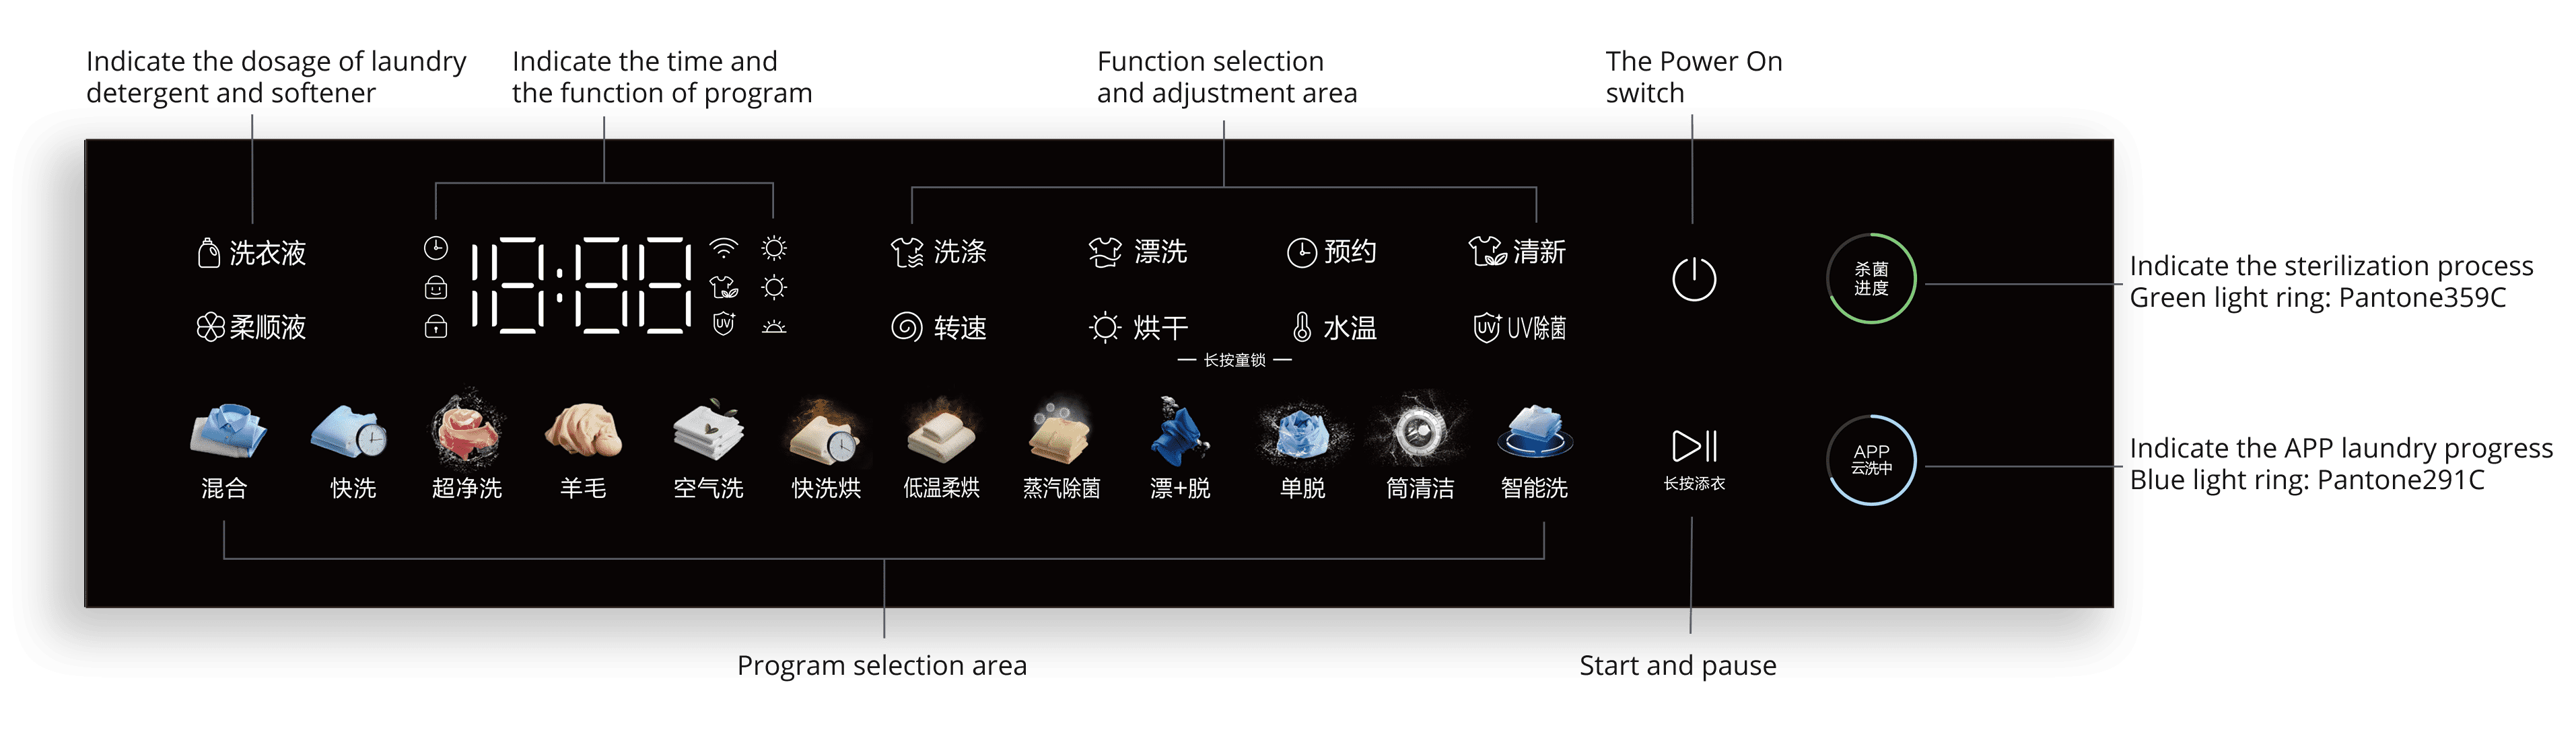 Indicate the dosage of laundry
detergent and softener
Indicate the time and
the function of program
Function selection
and adjustment area
The Power On
switch
洗衣液
柔顺液
18:88
UV
洗涤
漂洗
预约
清新
转速
烘干
水温
UV UV除菌
长按童锁
杀菌
进度
Indicate the sterilization process
Green light ring: Pantone359C
混合
快洗
超净洗
羊毛
空气洗
快洗烘
低温柔烘
蒸汽除菌
漂+脱
单脱
筒清洁
智能洗
长按添衣
APP
云洗中
Indicate the APP laundry progress
Blue light ring: Pantone291C
Program selection area
Start and pause